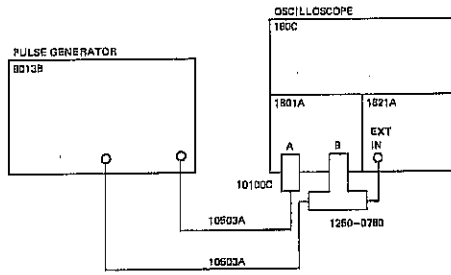 OSCILLOSCOPE
180C
PULSE GENERATOR
8013B
1801A
1821A
EXT
IN
A
B
10100C
10503A
1250-0780
10503A